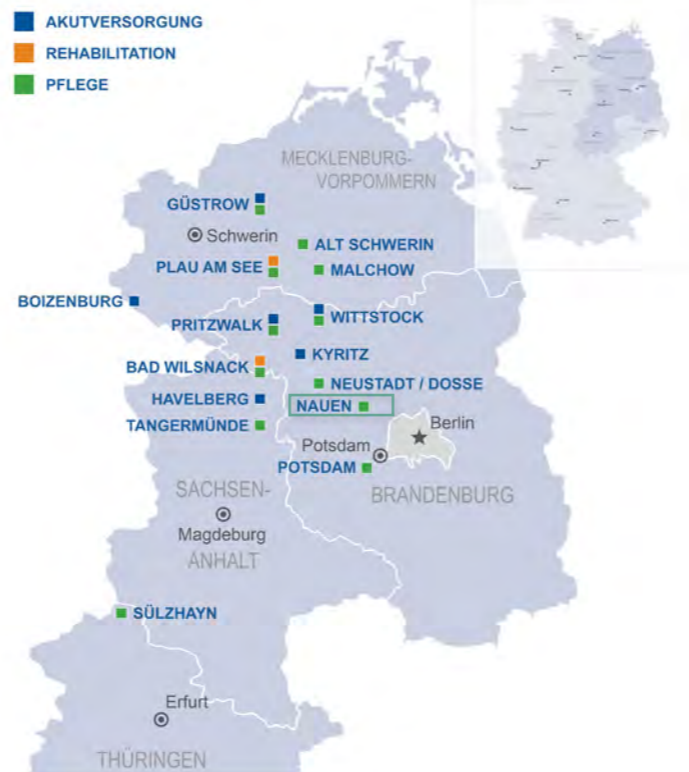 AKUTVERSORGUNG
REHABILITATION
PFLEGE
MECKLENBURG-
VORPOMMERN
GÜSTROW
Schwerin
ALT SCHWERIN
PLAU AM SEE
MALCHOW
BOIZENBURG
PRITZWALK
WITTSTOCK
KYRITZ
BAD WILSNACK
NEUSTADT / DOSSE
HAVELBERG
NAUEN
TANGERMÜNDE
Berlin
Potsdam
POTSDAM
SACHSEN-
BRANDENBURG
Magdeburg
ANHALT
SÜLZHAYN
Erfurt
THÜRINGEN